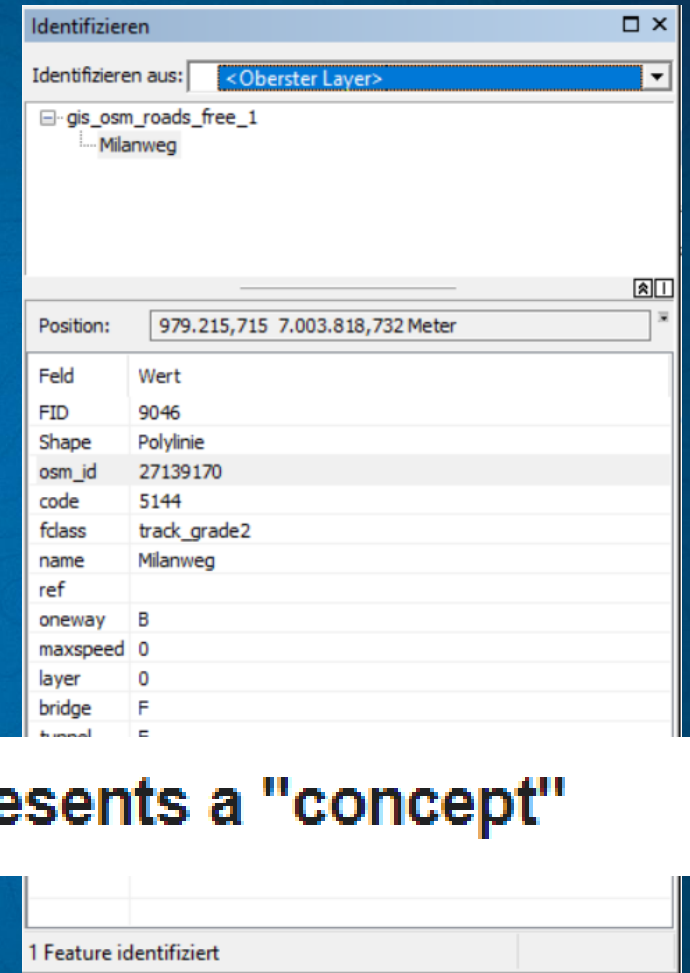 Identifizieren
Identifizieren aus: <Oberster Layer>
gis_osm_roads_free_1
Milanweg
Position: 979.215,715 7.003.818,732 Meter
Feld Wert
FID 9046
Shape Polylinie
osm_id 27139170
code 5144
fclass track_grade2
name Milanweg
ref
oneway B
maxspeed 0
layer 0
bridge F
esents a "concept"
1 Feature identifiziert